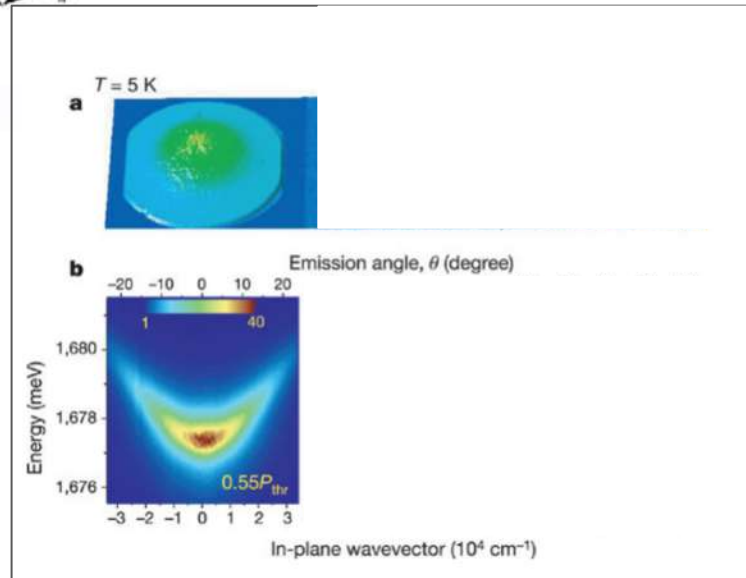 T = 5 K
a
b
Emission angle, θ (degree)
–20 –10 0 10 20
1 40
1,680
1,678
1,676
Energy (meV)
0.55Pthr
–3 –2 –1 0 1 2 3
In-plane wavevector (10⁴ cm⁻¹)